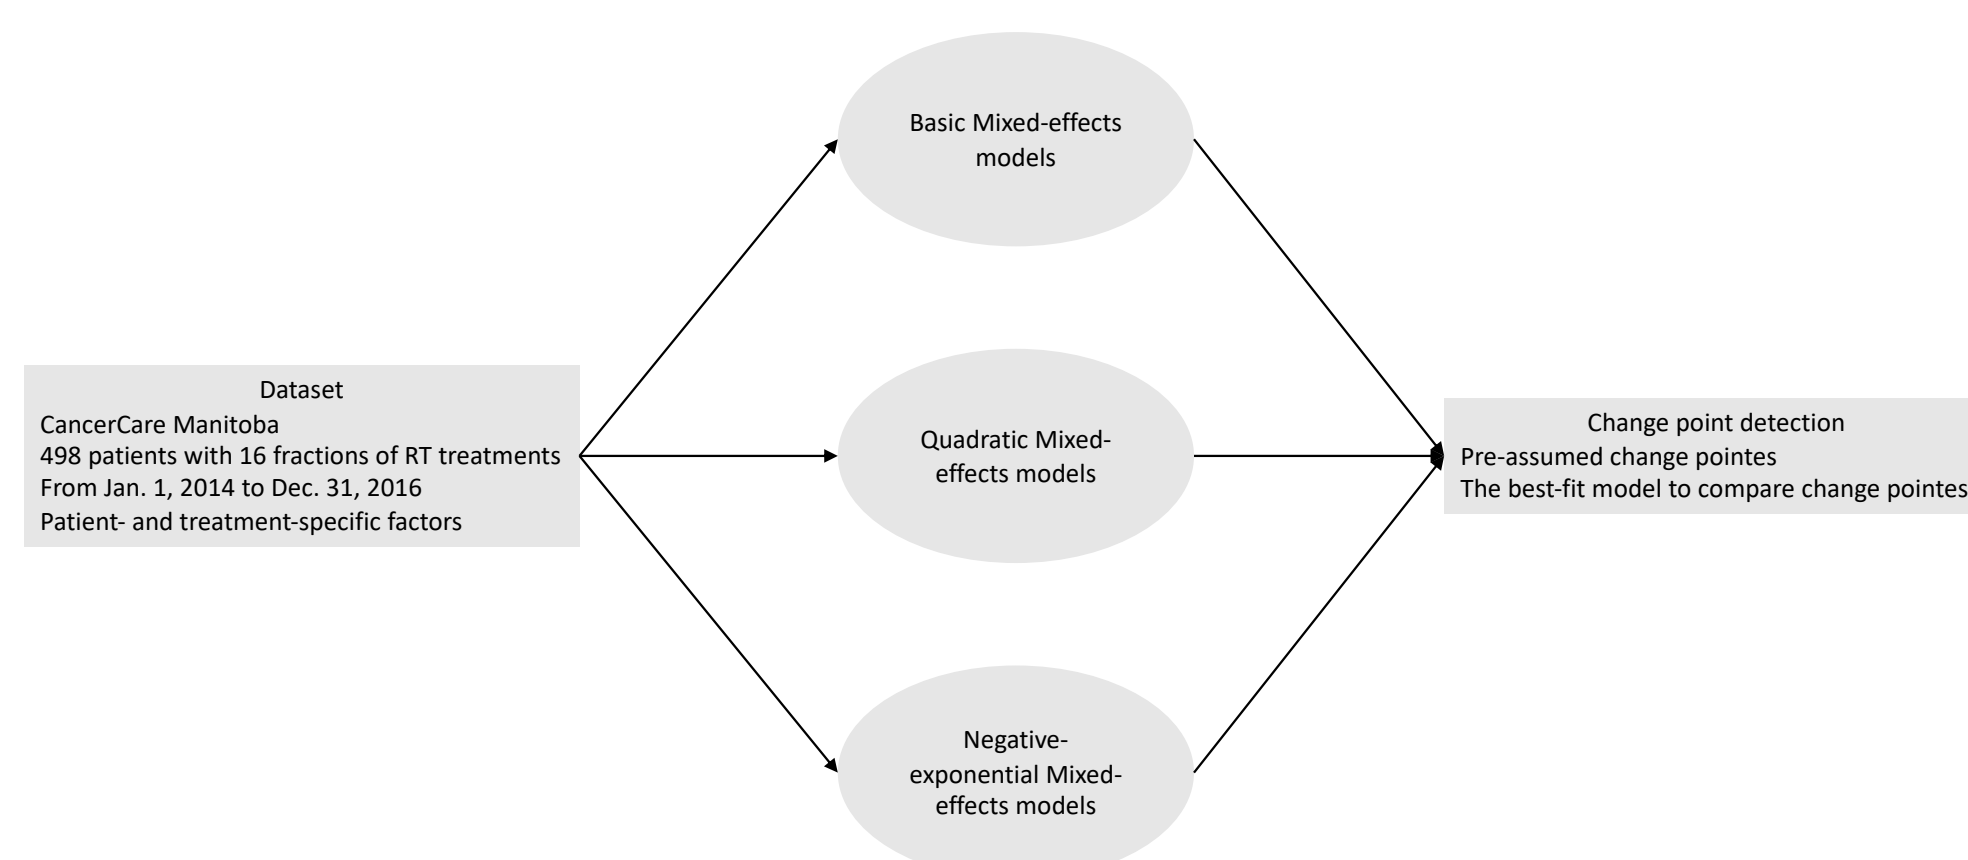 Basic Mixed-effects
models
Dataset
CancerCare Manitoba
498 patients with 16 fractions of RT treatments
From Jan. 1, 2014 to Dec. 31, 2016
Patient- and treatment-specific factors
Quadratic Mixed-
effects models
Change point detection
Pre-assumed change pointes
The best-fit model to compare change pointes
Negative-
exponential Mixed-
effects models